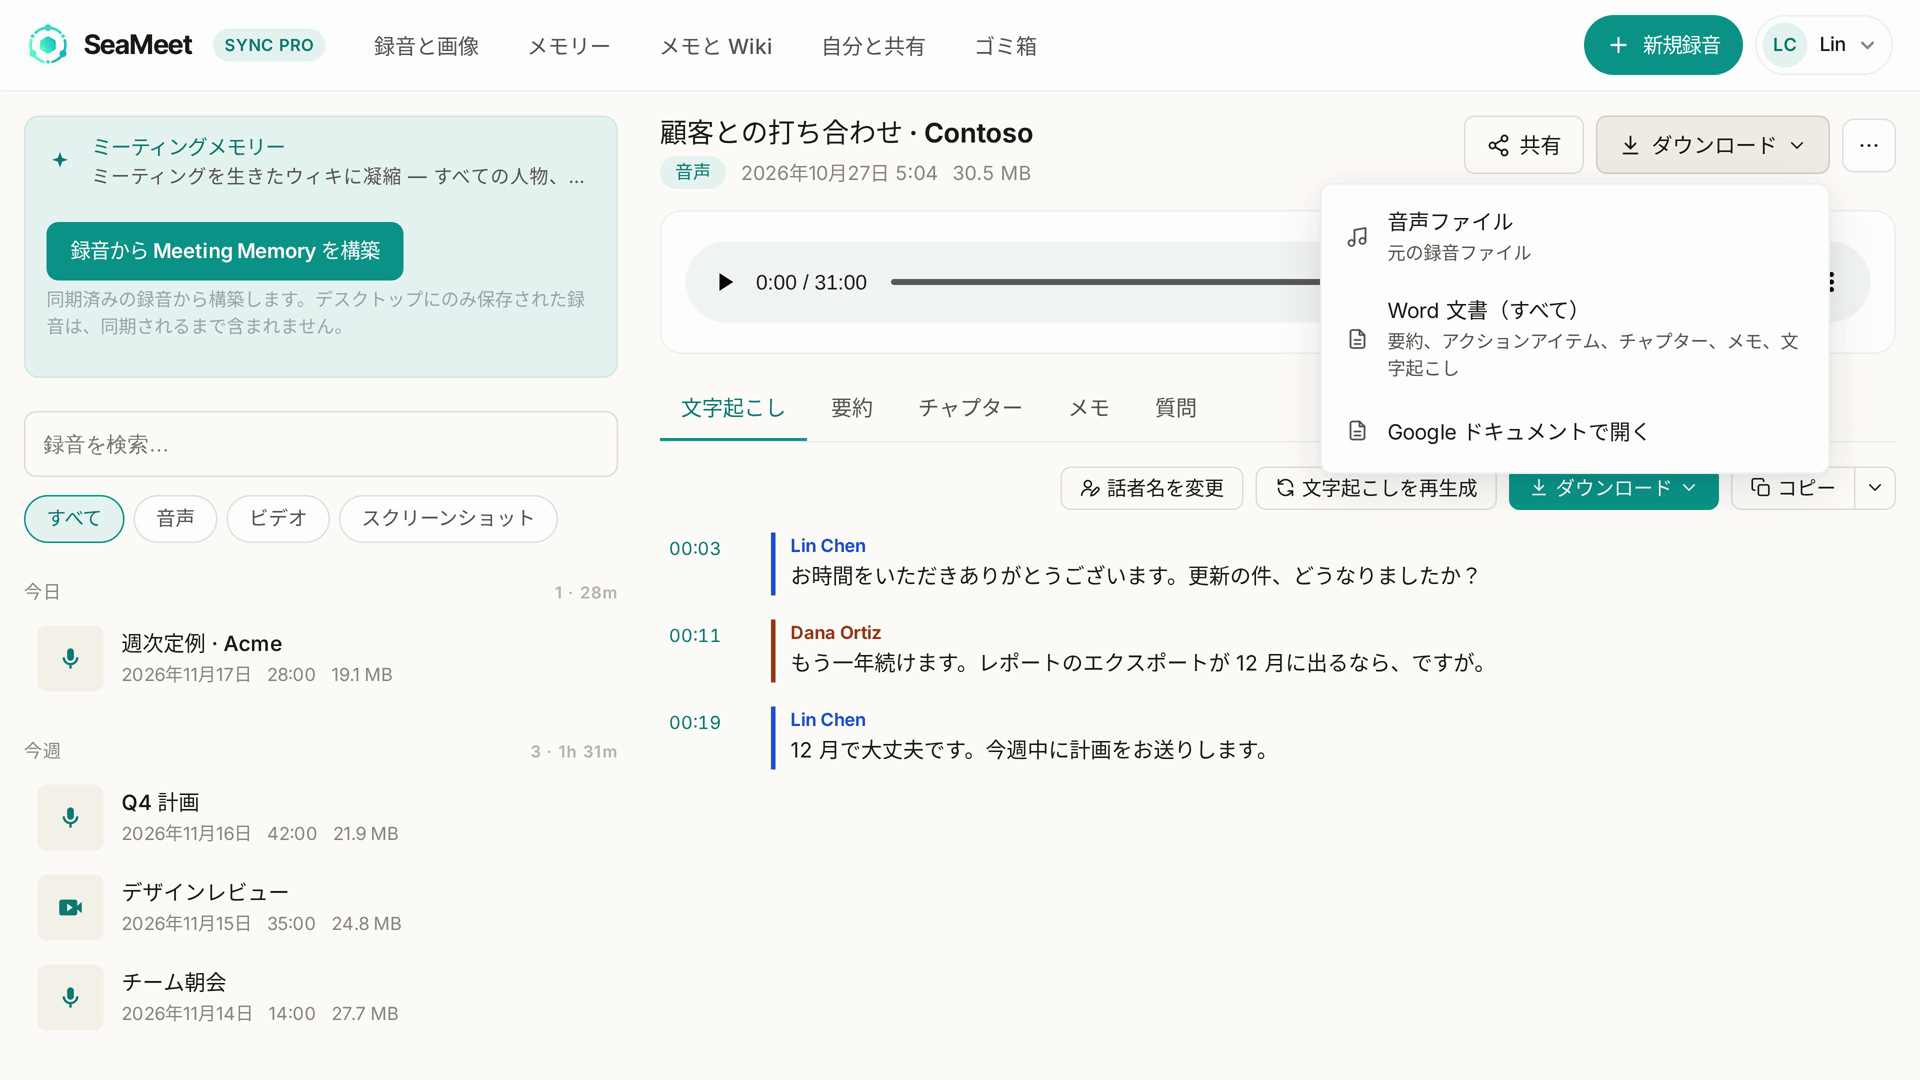 SeaMeet
SYNC PRO
録音と画像
メモリー
メモと Wiki
自分と共有
ゴミ箱
新規録音
LC
Lin
ミーティングメモリー
ミーティングを生きたウィキに凝縮 — すべての人物、...
録音から Meeting Memory を構築
同期済みの録音から構築します。デスクトップにのみ保存された録
音は、同期されるまで含まれません。
録音を検索...
すべて
音声
ビデオ
スクリーンショット
今日
1 · 28m
週次定例 · Acme
2026年11月17日 28:00 19.1 MB
今週
3 · 1h 31m
Q4 計画
2026年11月16日 42:00 21.9 MB
デザインレビュー
2026年11月15日 35:00 24.8 MB
チーム朝会
2026年11月14日 14:00 27.7 MB
顧客との打ち合わせ · Contoso
音声
2026年10月27日 5:04 30.5 MB
共有
ダウンロード
0:00 / 31:00
音声ファイル
元の録音ファイル
Word 文書（すべて）
要約、アクションアイテム、チャプター、メモ、文
字起こし
Google ドキュメントで開く
文字起こし
要約
チャプター
メモ
質問
話者名を変更
文字起こしを再生成
ダウンロード
コピー
00:03
Lin Chen
お時間をいただきありがとうございます。更新の件、どうなりましたか？
00:11
Dana Ortiz
もう一年続けます。レポートのエクスポートが 12 月に出るなら、ですが。
00:19
Lin Chen
12 月で大丈夫です。今週中に計画をお送りします。